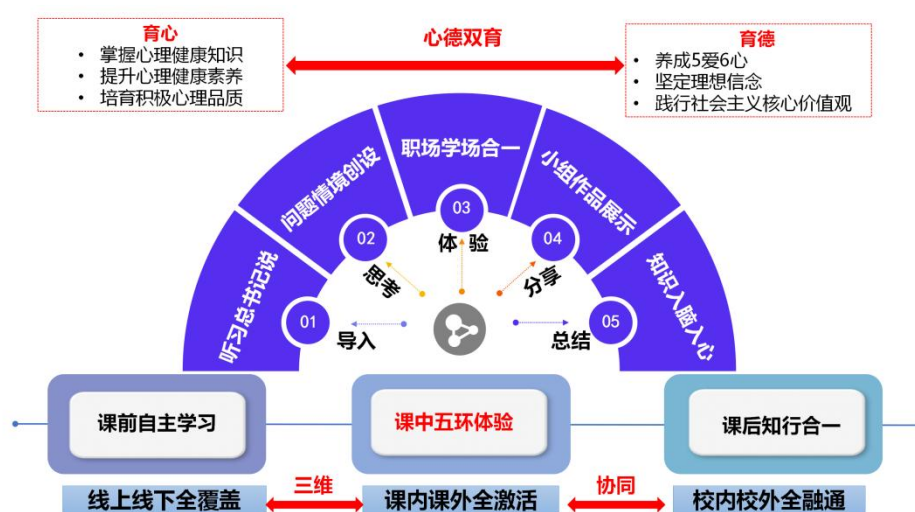 育心
• 掌握心理健康知识
• 提升心理健康素养
• 培育积极心理品质
心德双育
育德
• 养成5爱6心
• 坚定理想信念
• 践行社会主义核心价值观
听习总书记说
问题情境创设
职场学场合一
小组作品展示
知识入脑入心
01
导入
02
思考
03
体验
04
分享
05
总结
课前自主学习
课中五环体验
课后知行合一
线上线下全覆盖
三维
课内课外全激活
协同
校内校外全融通